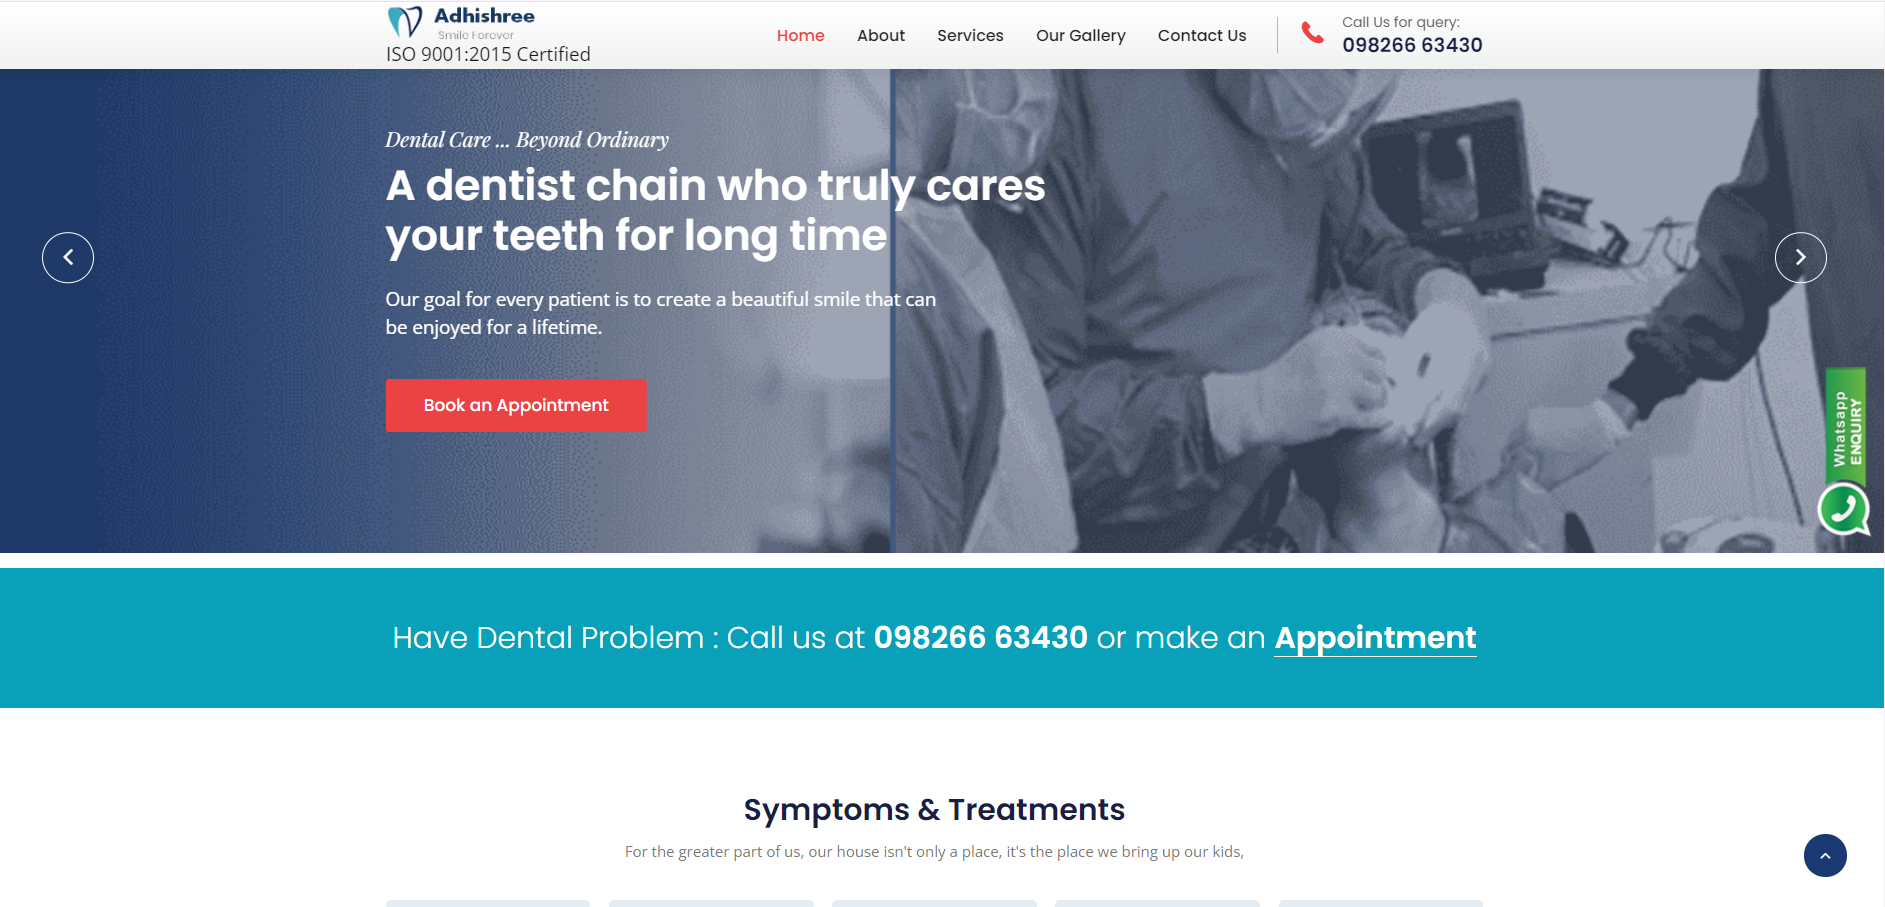 Adhishree
Smile Forever
ISO 9001:2015 Certified
Home
About
Services
Our Gallery
Contact Us
Call Us for query:
098266 63430
Dental Care ... Beyond Ordinary
A dentist chain who truly cares
your teeth for long time
Our goal for every patient is to create a beautiful smile that can
be enjoyed for a lifetime.
Book an Appointment
Whatsapp
ENQUIRY
Have Dental Problem : Call us at 098266 63430 or make an Appointment
Symptoms & Treatments
For the greater part of us, our house isn't only a place, it's the place we bring up our kids,